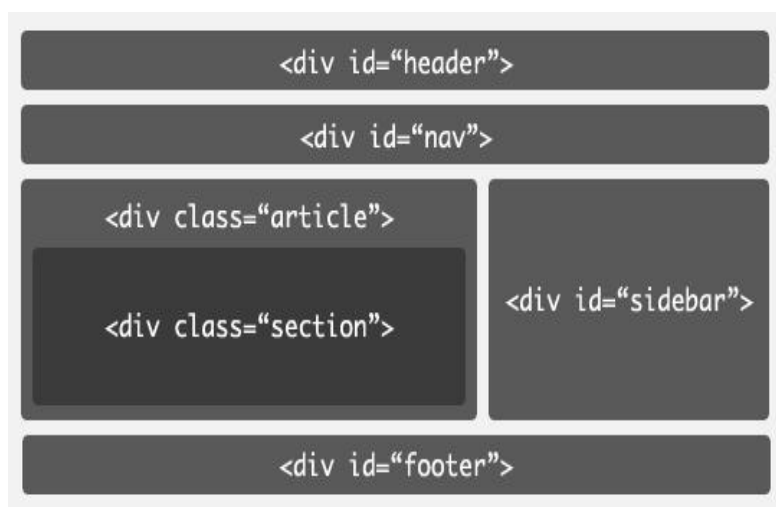 <div id=“header”>
<div id=“nav”>
<div class=“article”>
<div class=“section”>
<div id=“sidebar”>
<div id=“footer”>